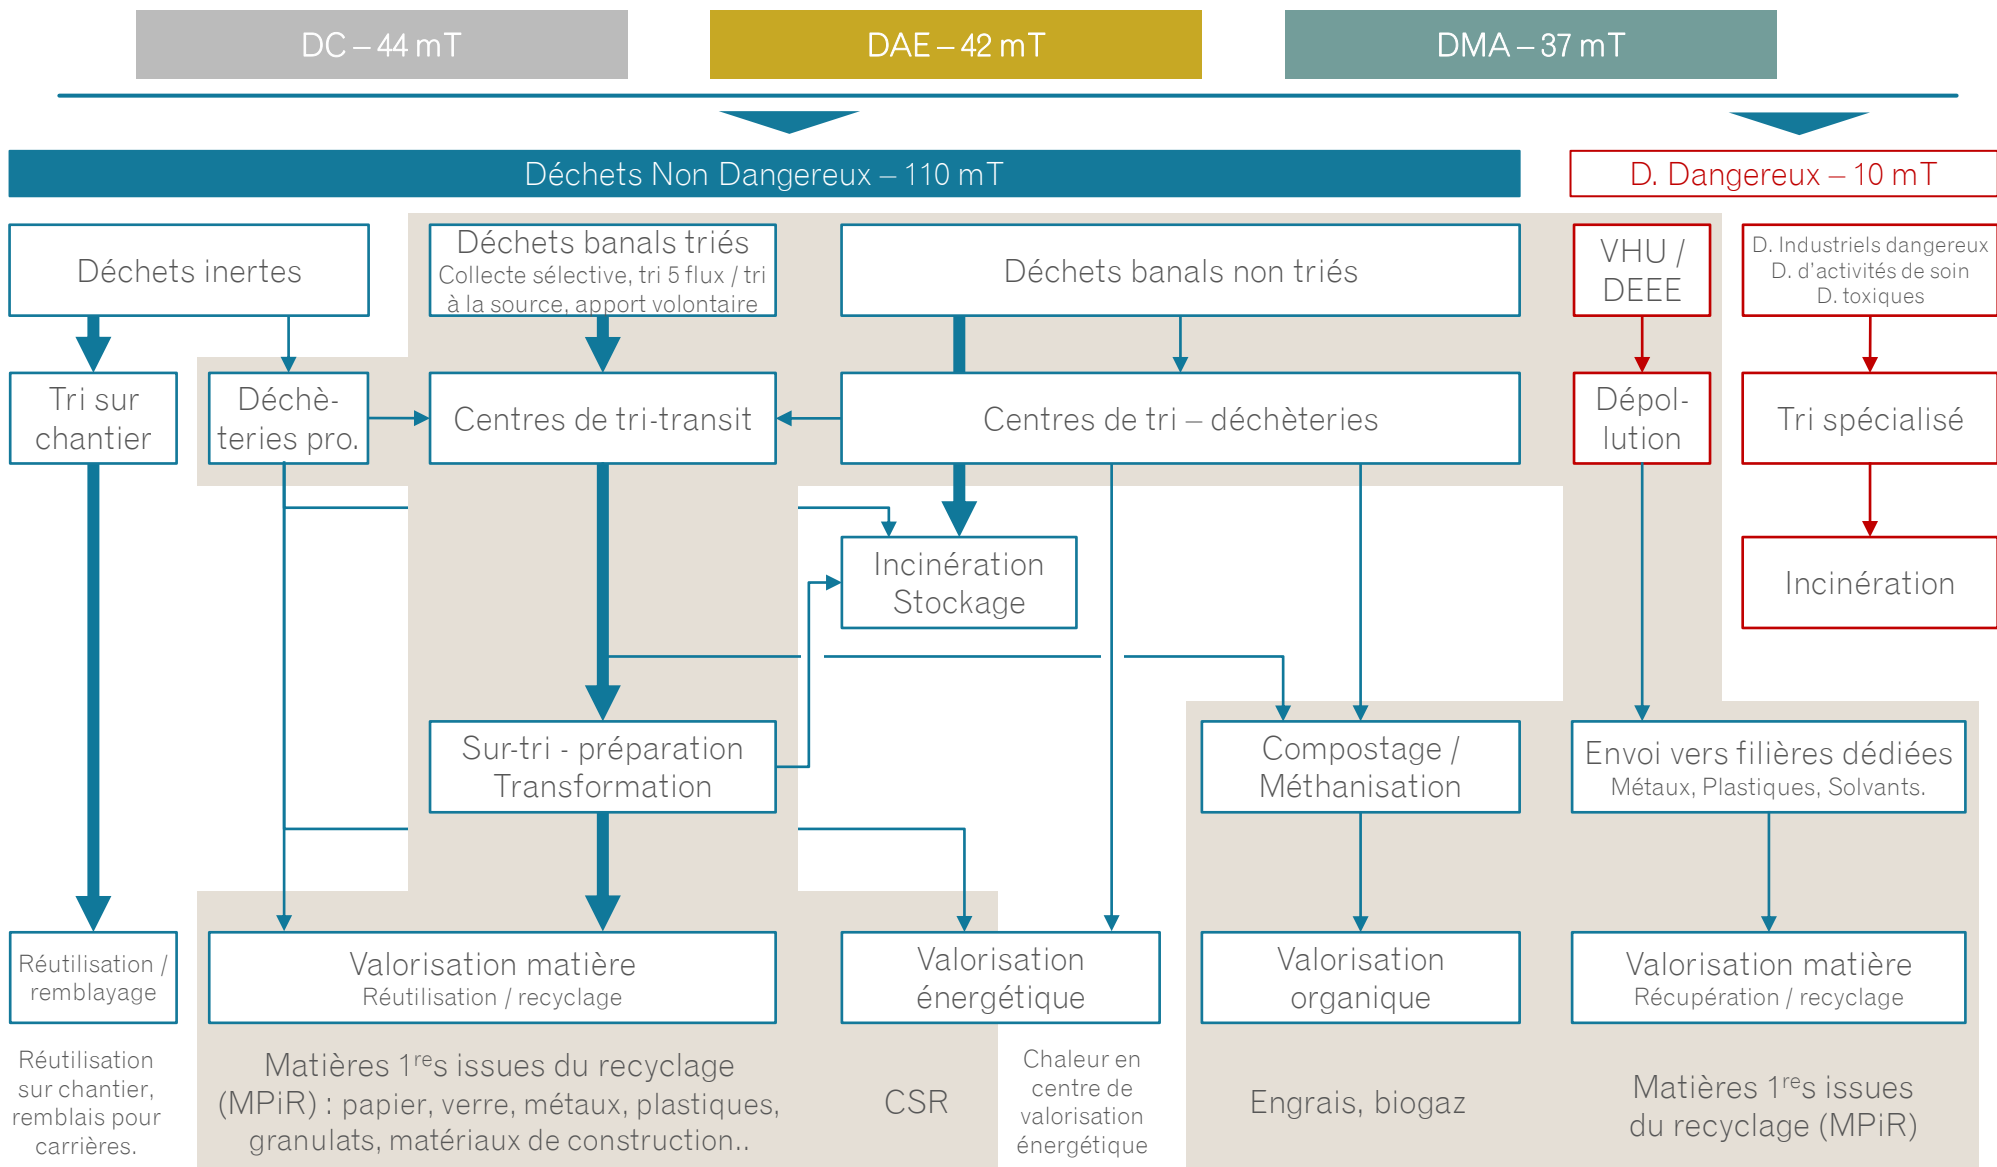 DC – 44 mT
DAE – 42 mT
DMA – 37 mT
Déchets Non Dangereux – 110 mT
D. Dangereux – 10 mT
Déchets inertes
Déchets banals triés
Collecte sélective, tri 5 flux / tri
à la source, apport volontaire
Déchets banals non triés
VHU /
DEEE
D. Industriels dangereux
D. d'activités de soin
D. toxiques
Tri sur
chantier
Déchè-
teries pro.
Centres de tri-transit
Centres de tri – déchèteries
Dépol-
lution
Tri spécialisé
Incinération
Stockage
Incinération
Sur-tri - préparation
Transformation
Compostage /
Méthanisation
Envoi vers filières dédiées
Métaux, Plastiques, Solvants.
Réutilisation /
remblayage
Valorisation matière
Réutilisation / recyclage
Valorisation
énergétique
Valorisation
organique
Valorisation matière
Récupération / recyclage
Réutilisation
sur chantier,
remblais pour
carrières.
Matières 1res issues du recyclage
(MPiR) : papier, verre, métaux, plastiques,
granulats, matériaux de construction..
CSR
Chaleur en
centre de
valorisation
énergétique
Engrais, biogaz
Matières 1res issues
du recyclage (MPiR)